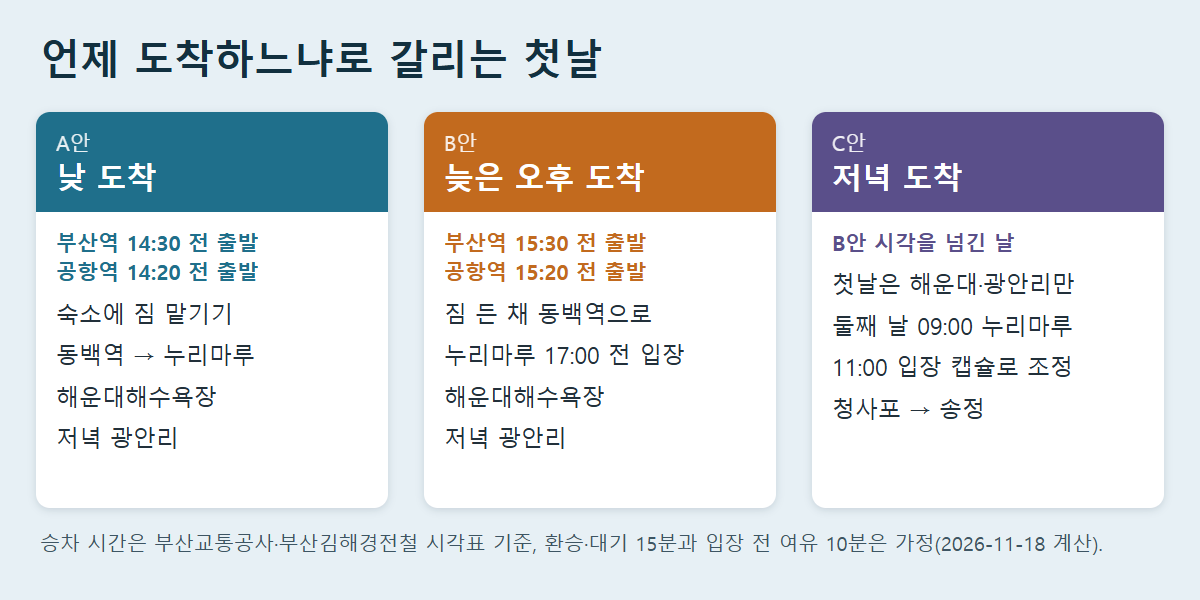 언제 도착하느냐로 갈리는 첫날
A안
낮 도착
부산역 14:30 전 출발
공항역 14:20 전 출발
숙소에 짐 맡기기
동백역 → 누리마루
해운대해수욕장
저녁 광안리
B안
늦은 오후 도착
부산역 15:30 전 출발
공항역 15:20 전 출발
짐 든 채 동백역으로
누리마루 17:00 전 입장
해운대해수욕장
저녁 광안리
C안
저녁 도착
B안 시각을 넘긴 날
첫날은 해운대·광안리만
둘째 날 09:00 누리마루
11:00 입장 캡슐로 조정
청사포 → 송정
승차 시간은 부산교통공사·부산김해경전철 시각표 기준, 환승·대기 15분과 입장 전 여유 10분은 가정(2026-11-18 계산).